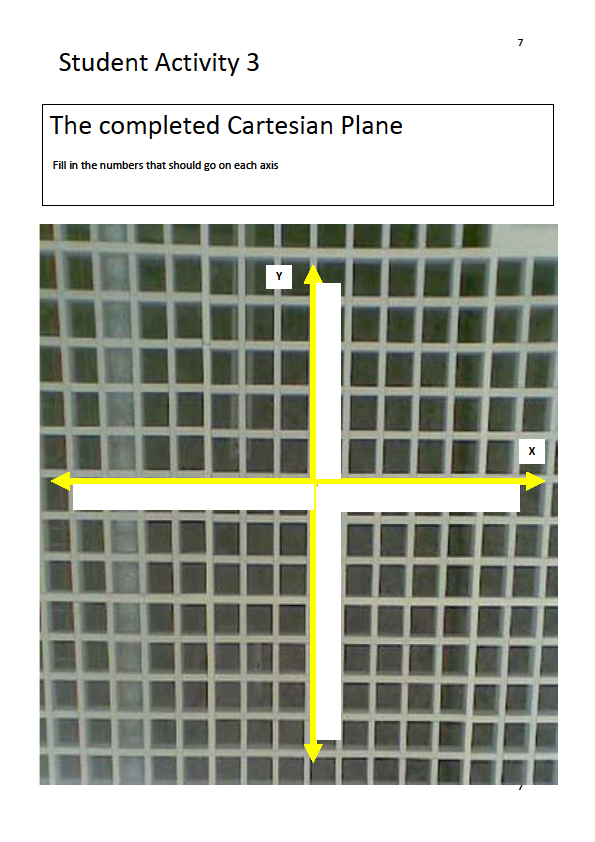 7
Student Activity 3
The completed Cartesian Plane
Fill in the numbers that should go on each axis
Y
X
7